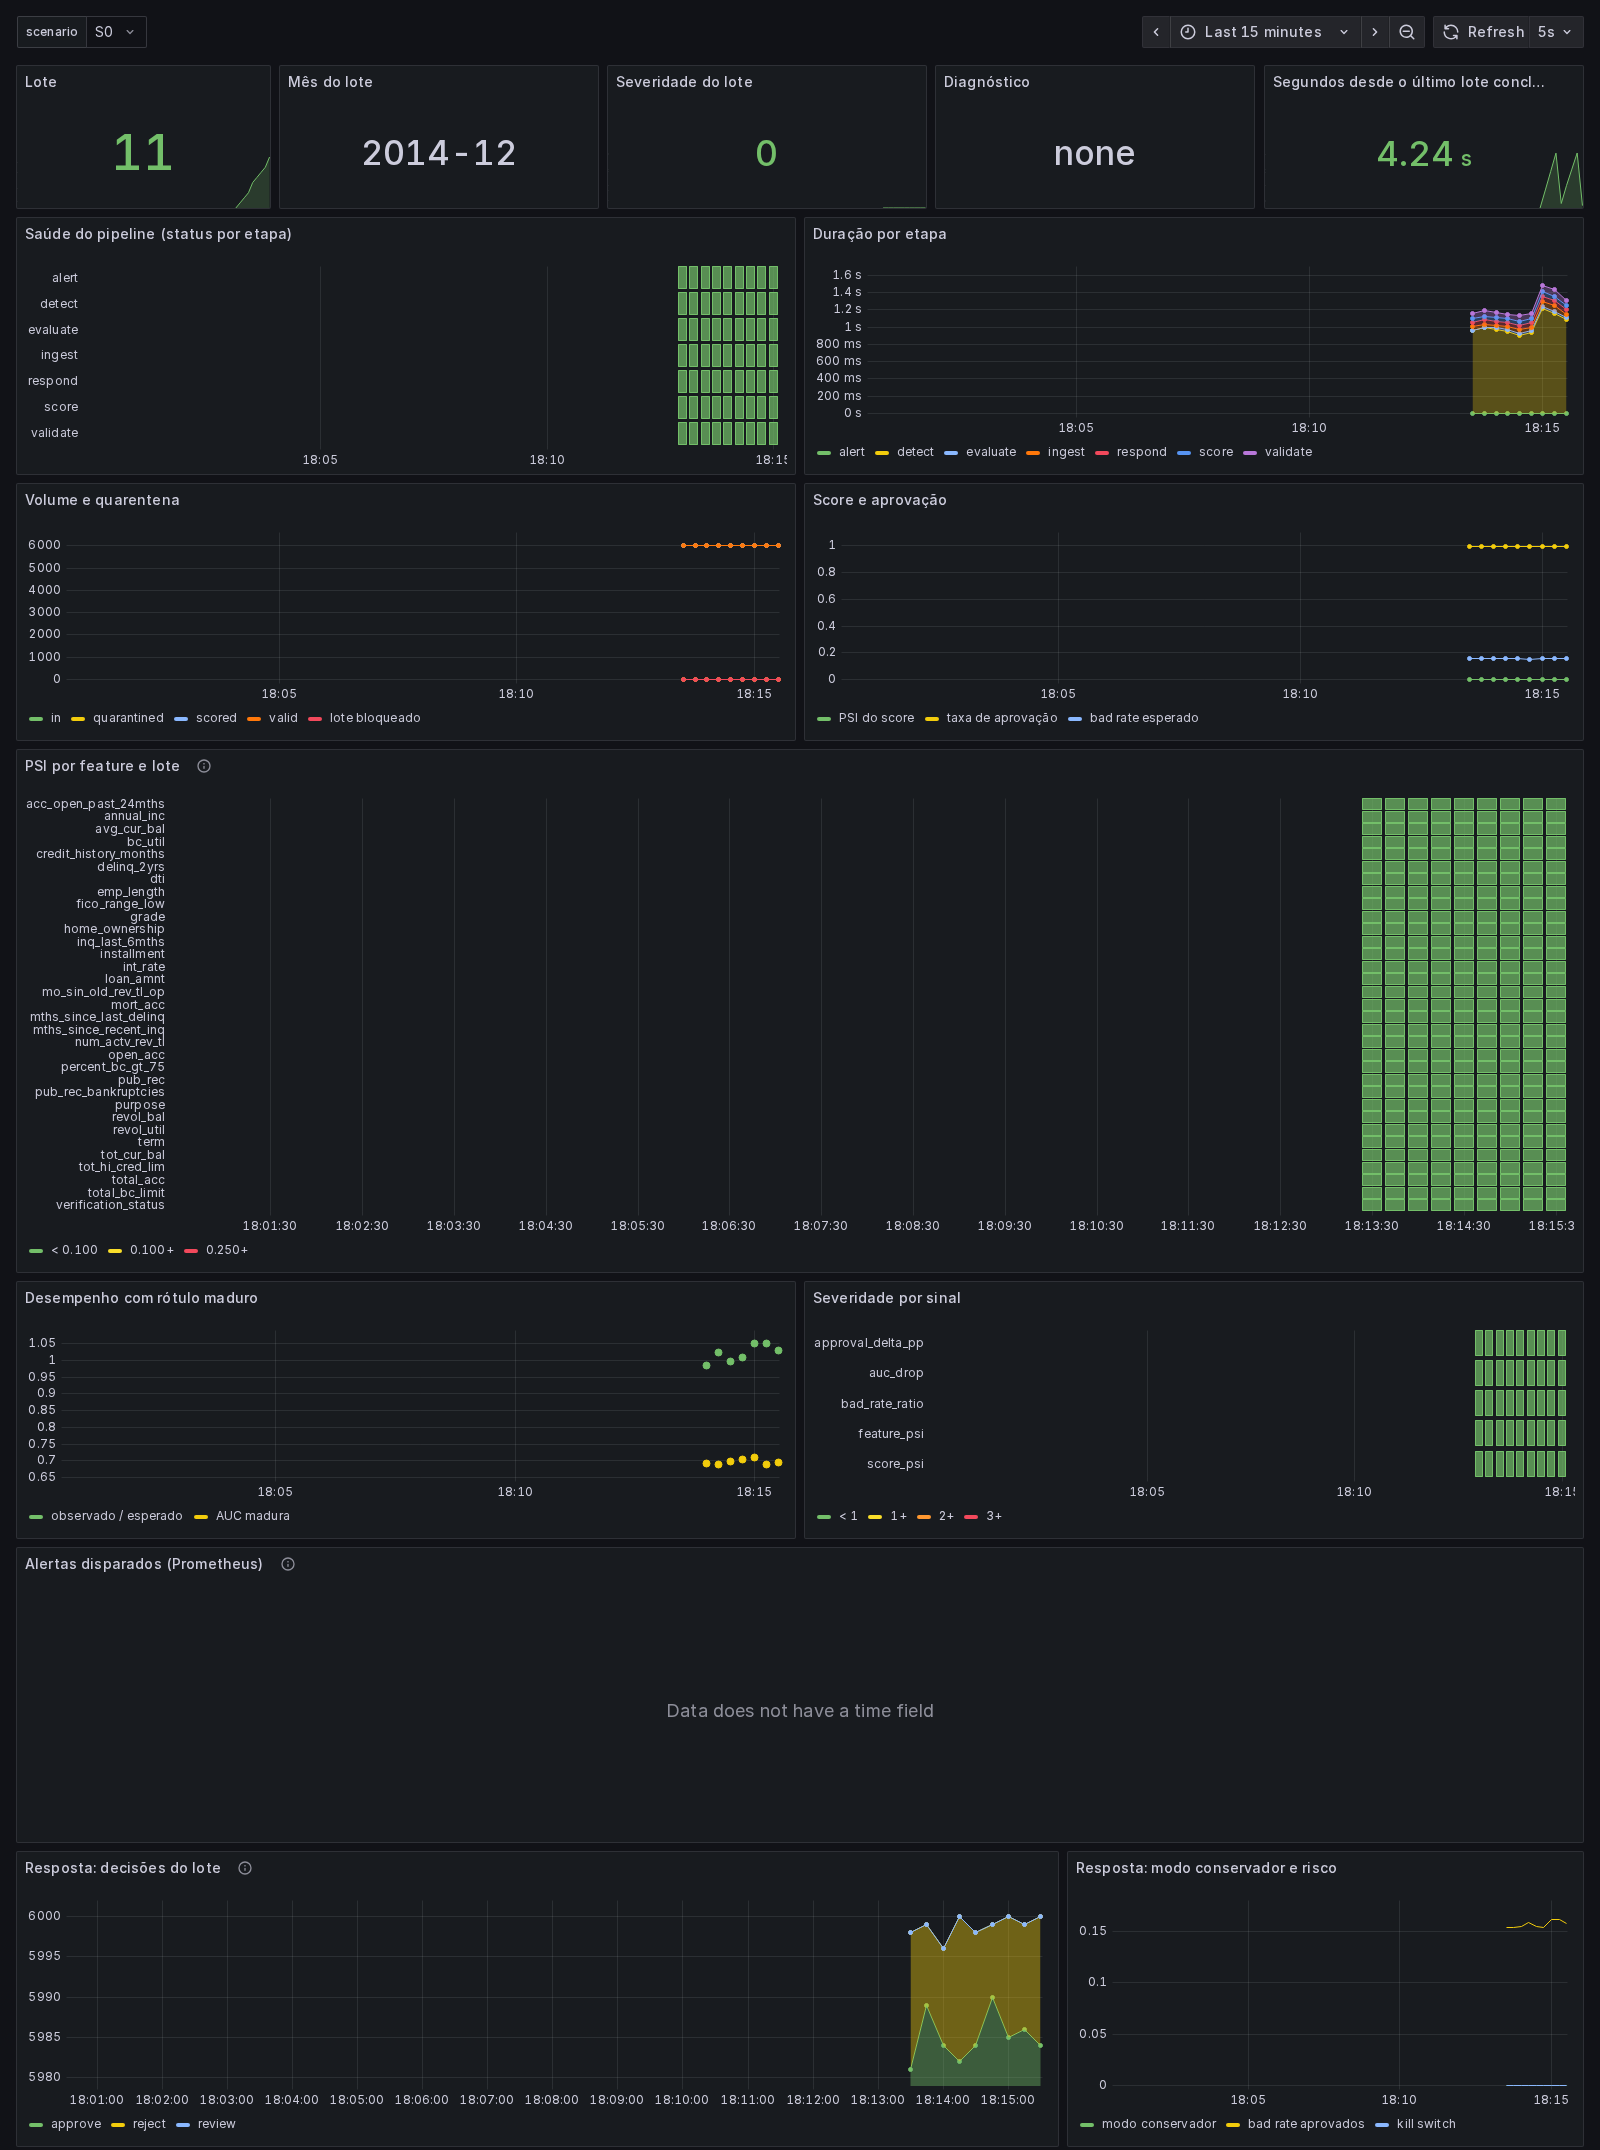 scenario S0 Last 15 minutes Refresh 5s
Lote
11
Mês do lote
2014-12
Severidade do lote
0
Diagnóstico
none
Segundos desde o último lote concl...
4.24 s
Saúde do pipeline (status por etapa)
alert
detect
evaluate
ingest
respond
score
validate
18:05 18:10 18:15
Duração por etapa
1.6 s
1.4 s
1.2 s
1 s
800 ms
600 ms
400 ms
200 ms
0 s
18:05 18:10 18:15
alert detect evaluate ingest respond score validate
Volume e quarentena
6000
5000
4000
3000
2000
1000
0
18:05 18:10 18:15
in quarantined scored valid lote bloqueado
Score e aprovação
1
0.8
0.6
0.4
0.2
0
18:05 18:10 18:15
PSI do score taxa de aprovação bad rate esperado
PSI por feature e lote
acc_open_past_24mths
annual_inc
avg_cur_bal
bc_util
credit_history_months
delinq_2yrs
dti
emp_length
fico_range_low
grade
home_ownership
inq_last_6mths
installment
int_rate
loan_amnt
mo_sin_old_rev_tl_op
mort_acc
mths_since_last_delinq
mths_since_recent_inq
num_actv_rev_tl
open_acc
percent_bc_gt_75
pub_rec
pub_rec_bankruptcies
purpose
revol_bal
revol_util
term
tot_cur_bal
tot_hi_cred_lim
total_acc
total_bc_limit
verification_status
18:01:30 18:02:30 18:03:30 18:04:30 18:05:30 18:06:30 18:07:30 18:08:30 18:09:30 18:10:30 18:11:30 18:12:30 18:13:30 18:14:30 18:15:3
< 0.100 0.100+ 0.250+
Desempenho com rótulo maduro
1.05
1
0.95
0.9
0.85
0.8
0.75
0.7
0.65
18:05 18:10 18:15
observado / esperado AUC madura
Severidade por sinal
approval_delta_pp
auc_drop
bad_rate_ratio
feature_psi
score_psi
18:05 18:10 18:15
< 1 1+ 2+ 3+
Alertas disparados (Prometheus)
Data does not have a time field
Resposta: decisões do lote
6000
5995
5990
5985
5980
18:01:00 18:02:00 18:03:00 18:04:00 18:05:00 18:06:00 18:07:00 18:08:00 18:09:00 18:10:00 18:11:00 18:12:00 18:13:00 18:14:00 18:15:00
approve reject review
Resposta: modo conservador e risco
0.15
0.1
0.05
0
18:05 18:10 18:15
modo conservador bad rate aprovados kill switch